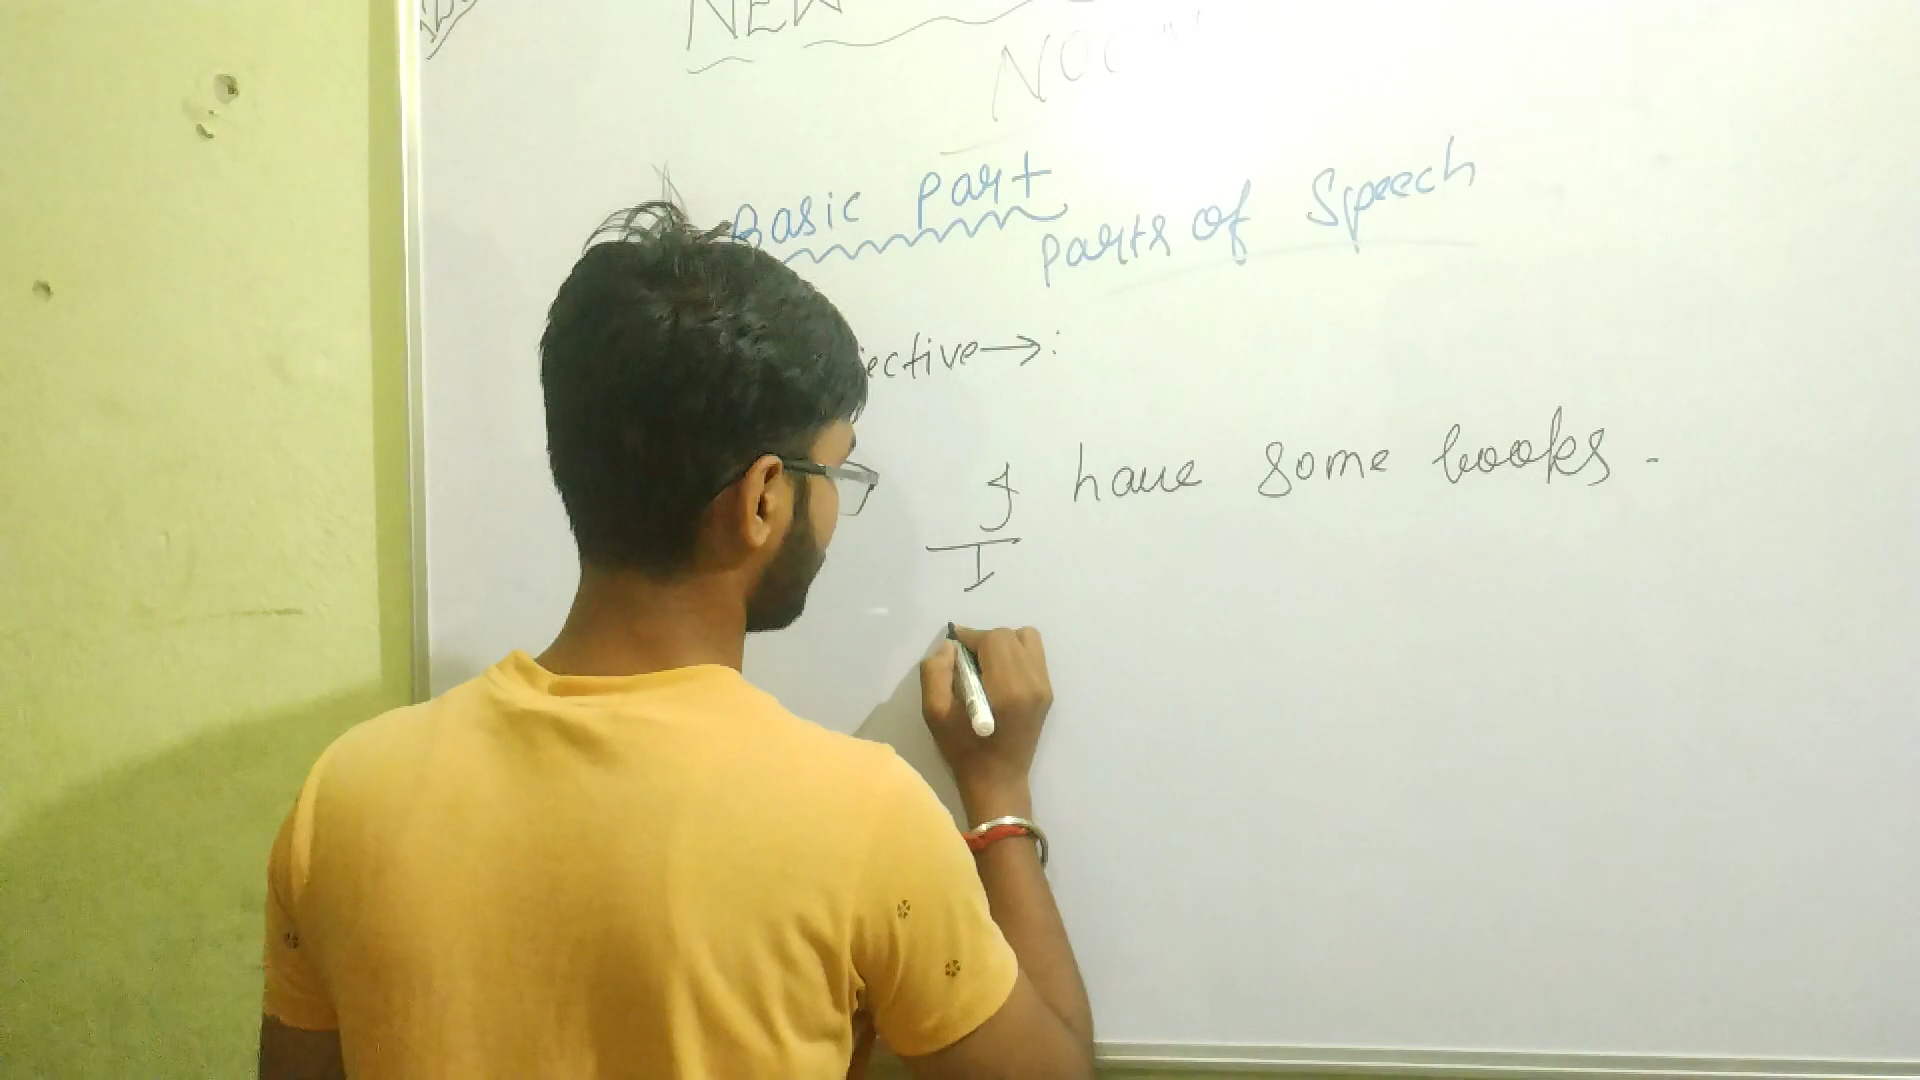 NEW
Basic Part
Parts of Speech
ective→:
I have some books.
I